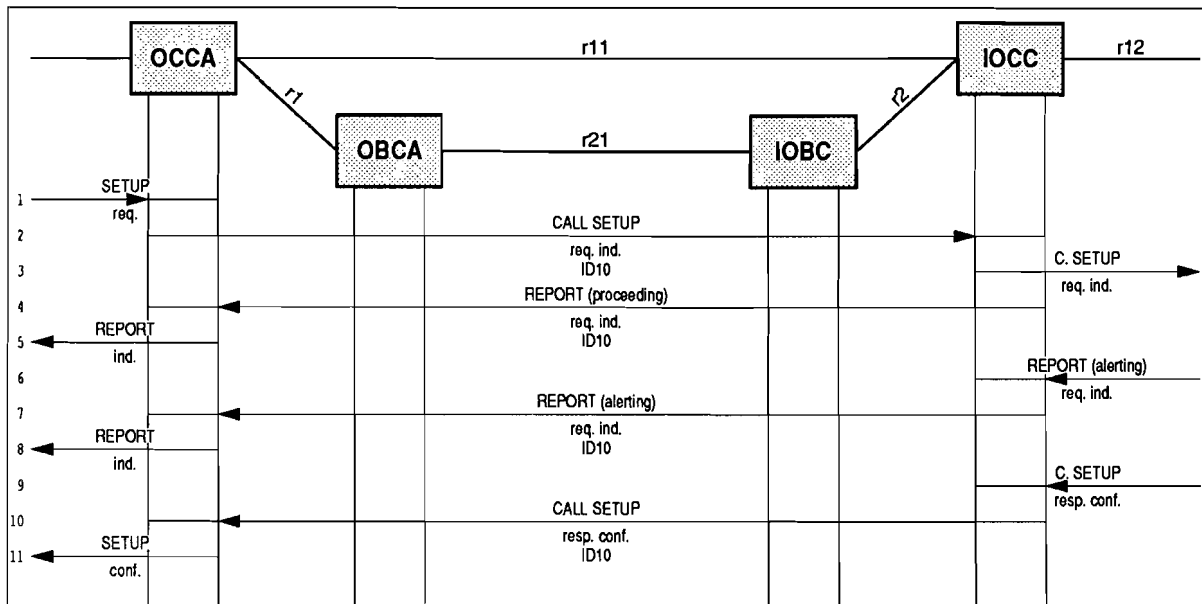 OCCA
r11
IOCC
r12
r1
r2
OBCA
r21
IOBC
SETUP
1
req.
CALL SETUP
2
req. ind.
ID10
C. SETUP
3
req. ind.
REPORT (proceeding)
4
req. ind.
ID10
REPORT
5
ind.
REPORT (alerting)
6
req. ind.
REPORT (alerting)
7
req. ind.
ID10
REPORT
8
ind.
C. SETUP
9
resp. conf.
CALL SETUP
10
resp. conf.
ID10
SETUP
11
conf.